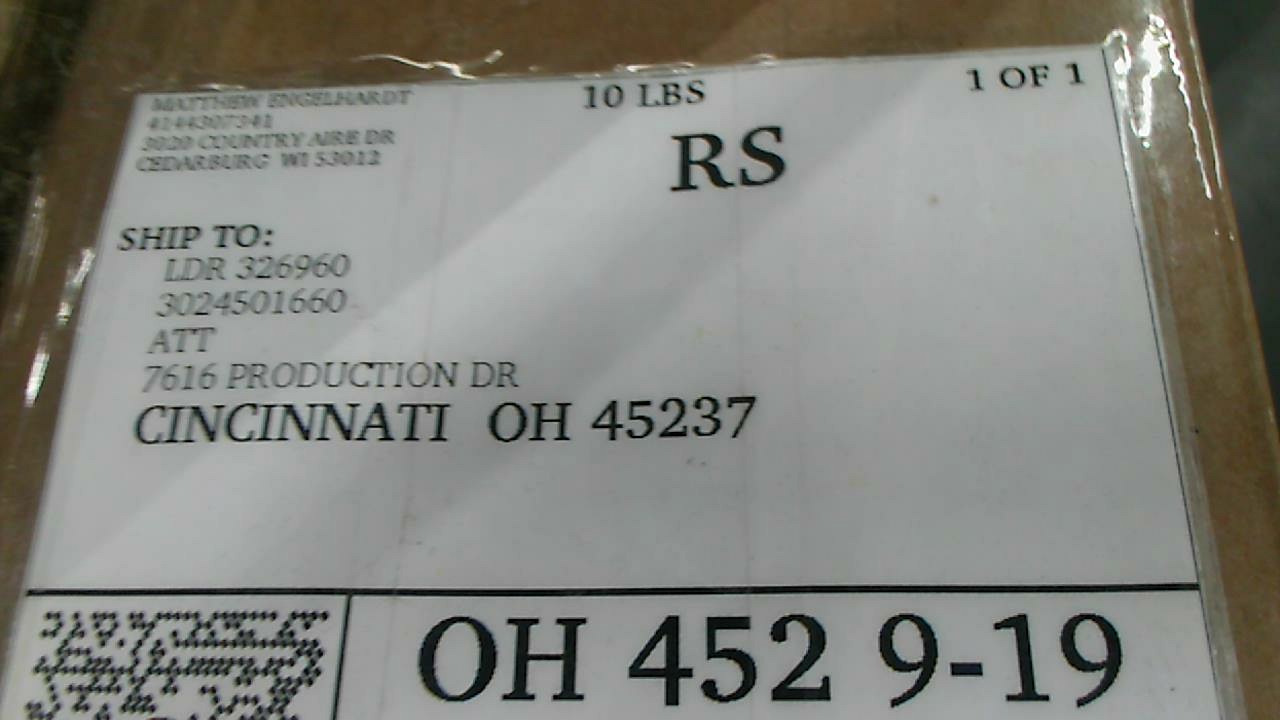 MATTHEW ENGELHARDT
4144307341
3020 COUNTRY AIRE DR
CEDARBURG WI 53012
10 LBS
1 OF 1
RS
SHIP TO:
LDR 326960
3024501660
ATT
7616 PRODUCTION DR
CINCINNATI OH 45237
OH 452 9-19